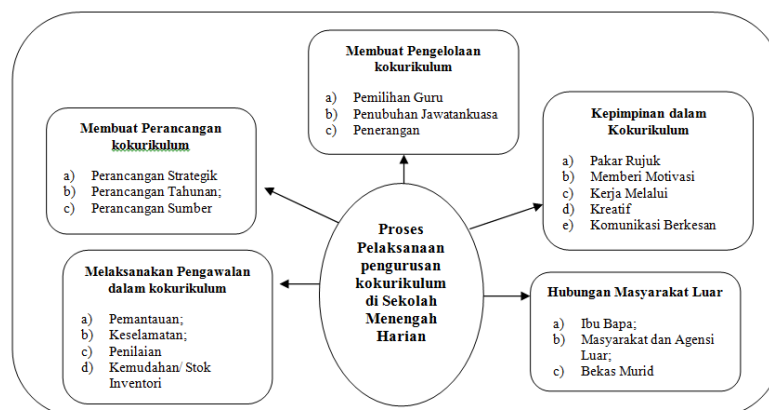 Membuat Pengelolaan
kokurikulum
a) Pemilihan Guru
b) Penubuhan Jawatankuasa
c) Penerangan
Membuat Perancangan
kokurikulum
a) Perancangan Strategik
b) Perancangan Tahunan;
c) Perancangan Sumber
Kepimpinan dalam
Kokurikulum
a) Pakar Rujuk
b) Memberi Motivasi
c) Kerja Melalui
d) Kreatif
e) Komunikasi Berkesan
Proses
Pelaksanaan
pengurusan
kokurikulum
di Sekolah
Menengah
Harian
Melaksanakan Pengawalan
dalam kokurikulum
a) Pemantauan;
b) Keselamatan;
c) Penilaian
d) Kemudahan/ Stok
Inventori
Hubungan Masyarakat Luar
a) Ibu Bapa;
b) Masyarakat dan Agensi
Luar;
c) Bekas Murid